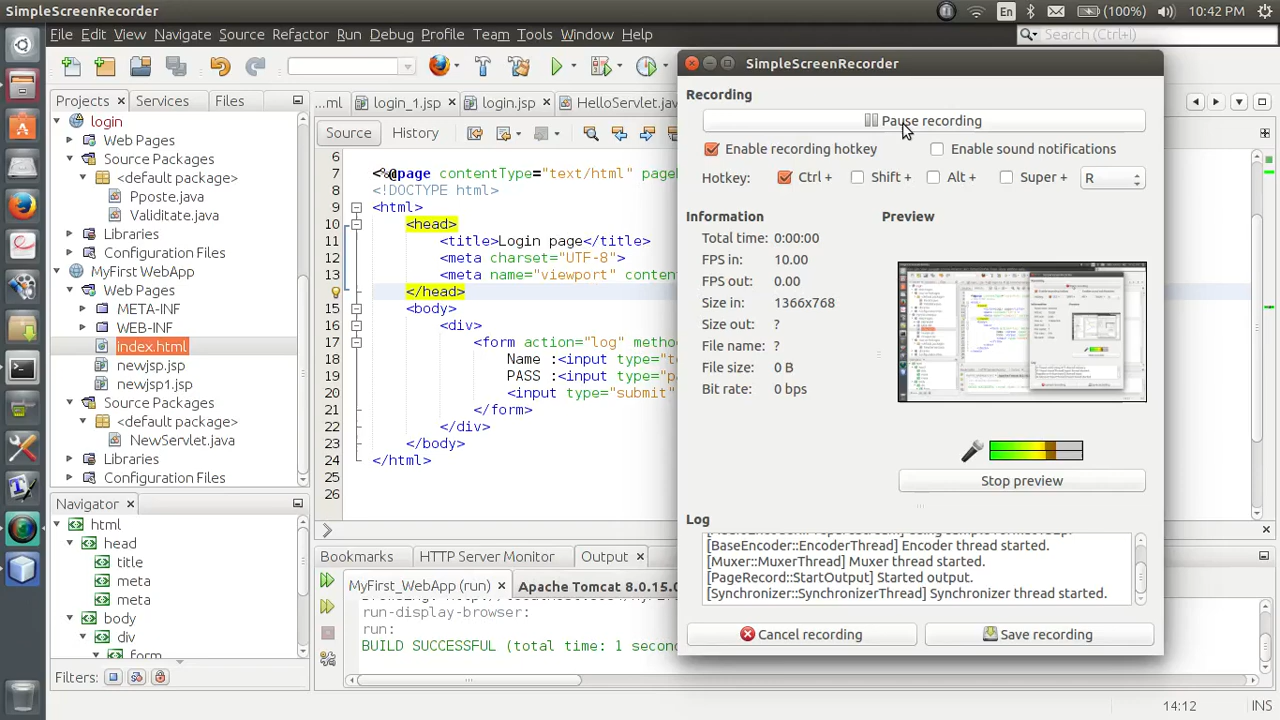 SimpleScreenRecorder
En
(100%)
10:42 PM
File Edit View Navigate Source Refactor Run Debug Profile Team Tools Window Help
Search (Ctrl+I)
Projects
Services
Files
login
Web Pages
Source Packages
<default package>
Pposte.java
Validitate.java
Libraries
Configuration Files
MyFirst WebApp
Web Pages
META-INF
WEB-INF
index.html
newjsp.jsp
newjsp1.jsp
Source Packages
<default package>
NewServlet.java
Libraries
Configuration Files
Navigator
html
head
title
meta
meta
body
div
form
Filters:
...ml
login_1.jsp
login.jsp
HelloServlet.jav
Source
History
6
7 <%@page contentType="text/html" pageE
8 <!DOCTYPE html>
9 <html>
10 <head>
11 <title>Login page</title>
12 <meta charset="UTF-8">
13 <meta name="viewport" content
</head>
15 <body>
16 <div>
17 <form action="log" metho
18 Name :<input type="t
19 PASS :<input type="p
20 <input type="submit"
21 </form>
22 </div>
23 </body>
24 </html>
25
26
Bookmarks
HTTP Server Monitor
Output
MyFirst_WebApp (run)
Apache Tomcat 8.0.15.0
run-display-browser:
run:
BUILD SUCCESSFUL (total time: 1 secon
14:12
INS
SimpleScreenRecorder
Recording
Pause recording
Enable recording hotkey
Enable sound notifications
Hotkey:
Ctrl +
Shift +
Alt +
Super +
R
Information
Total time: 0:00:00
FPS in: 10.00
FPS out: 0.00
Size in: 1366x768
Size out: ?
File name: ?
File size: 0 B
Bit rate: 0 bps
Preview
Stop preview
Log
[BaseEncoder::EncoderThread] Encoder thread started.
[Muxer::MuxerThread] Muxer thread started.
[PageRecord::StartOutput] Started output.
[Synchronizer::SynchronizerThread] Synchronizer thread started.
Cancel recording
Save recording